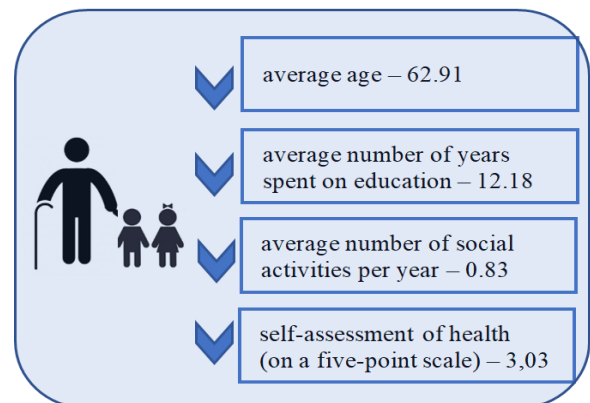 average age – 62.91
average number of years
spent on education – 12.18
average number of social
activities per year – 0.83
self-assessment of health
(on a five-point scale) – 3,03